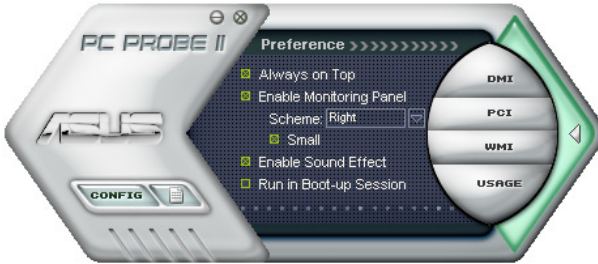 PC PROBE II
Preference
Always on Top
Enable Monitoring Panel
Scheme: Right
Small
Enable Sound Effect
Run in Boot-up Session
ASUS
CONFIG
DMI
PCI
WMI
USAGE